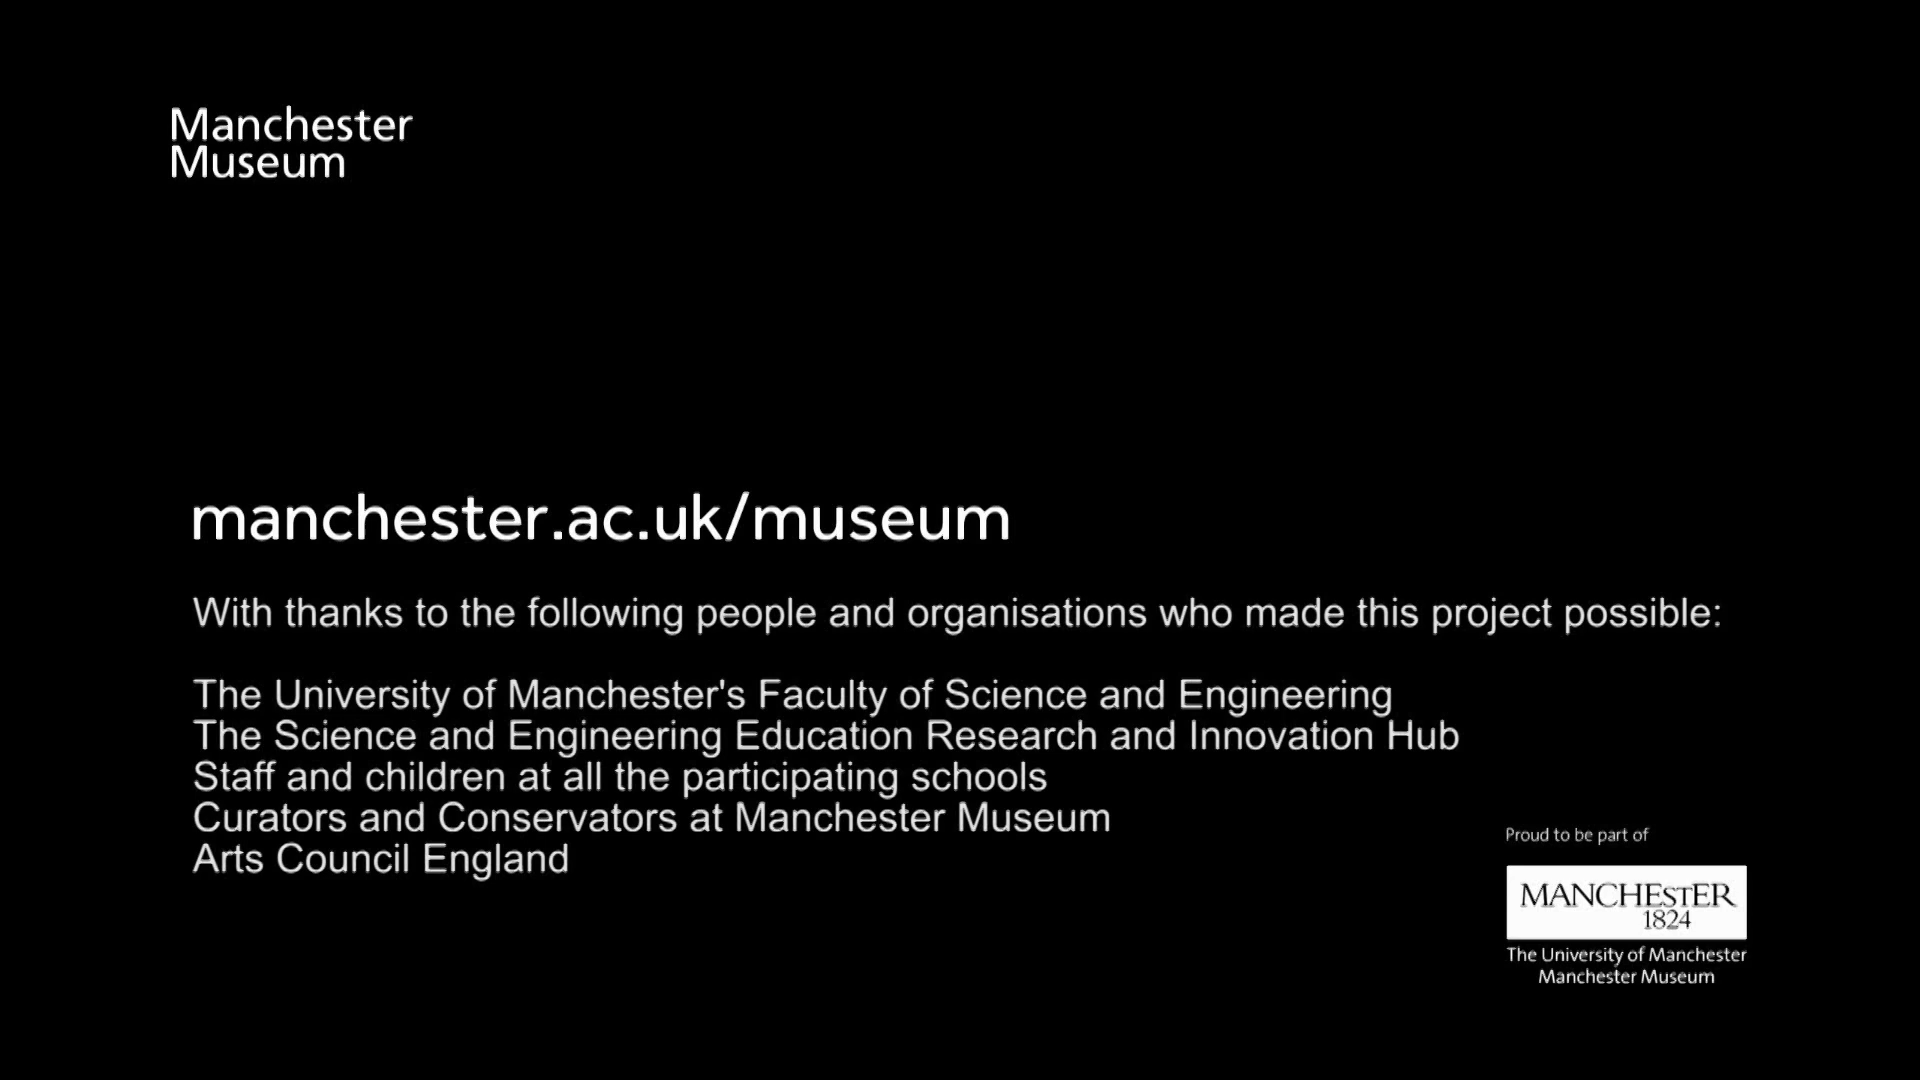 Manchester
Museum
manchester.ac.uk/museum
With thanks to the following people and organisations who made this project possible:
The University of Manchester's Faculty of Science and Engineering
The Science and Engineering Education Research and Innovation Hub
Staff and children at all the participating schools
Curators and Conservators at Manchester Museum
Arts Council England
Proud to be part of
MANCHESTER
1824
The University of Manchester
Manchester Museum